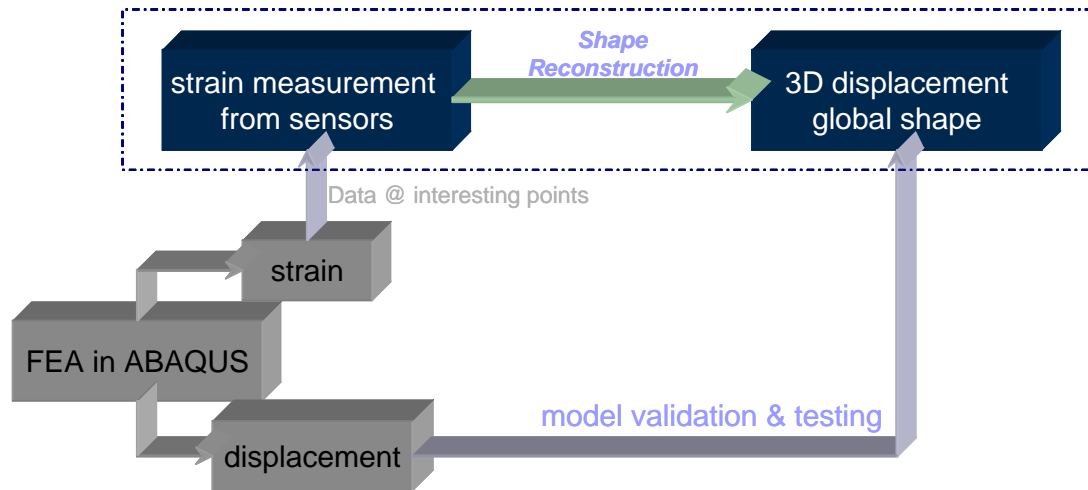 Shape
Reconstruction
strain measurement
from sensors
3D displacement
global shape
Data @ interesting points
strain
FEA in ABAQUS
model validation & testing
displacement